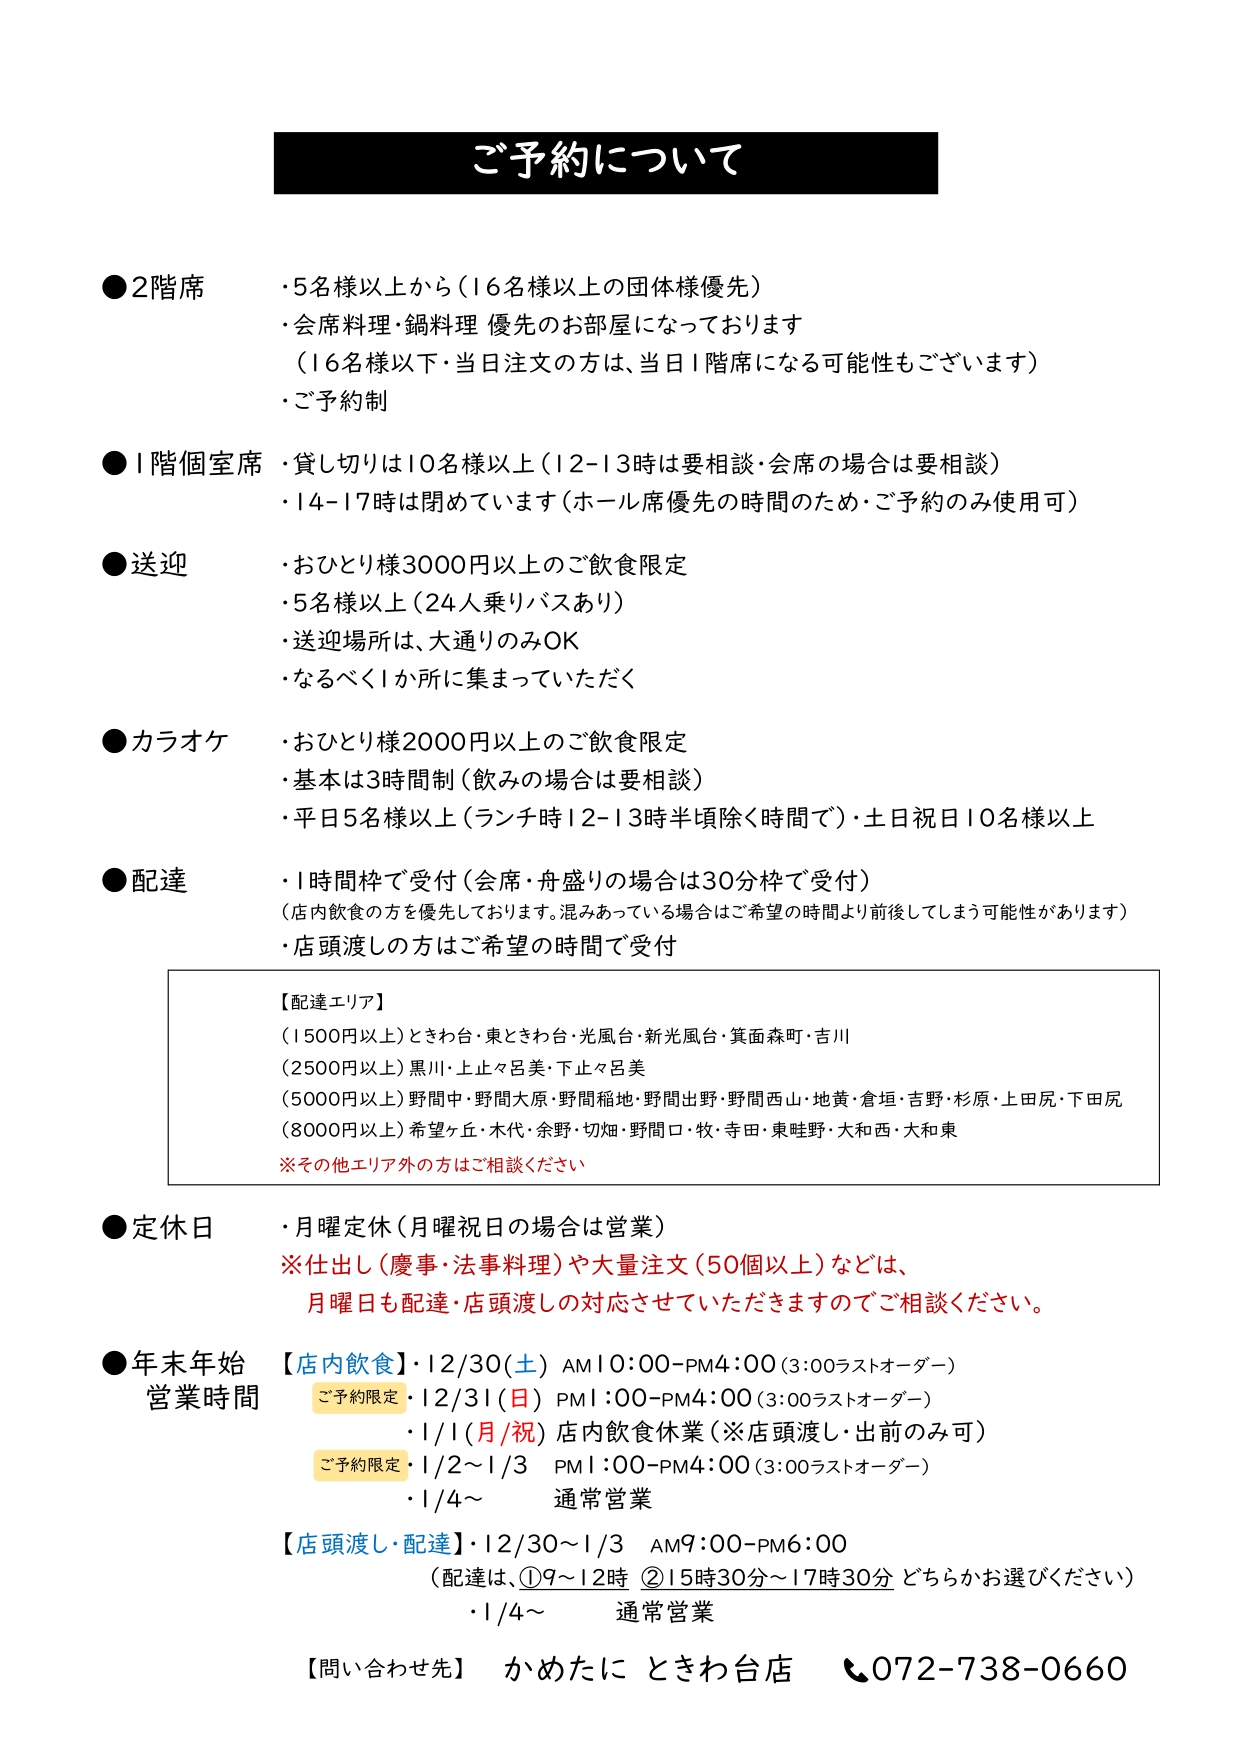 ご予約について
●2階席 ・5名様以上から（16名様以上の団体様優先）
・会席料理・鍋料理 優先のお部屋になっております
（16名様以下・当日注文の方は、当日1階席になる可能性もございます）
・ご予約制
●1階個室席 ・貸し切りは10名様以上（12-13時は要相談・会席の場合は要相談）
・14-17時は閉めています（ホール席優先の時間のため・ご予約のみ使用可）
●送迎 ・おひとり様3000円以上のご飲食限定
・5名様以上（24人乗りバスあり）
・送迎場所は、大通りのみOK
・なるべく1か所に集まっていただく
●カラオケ ・おひとり様2000円以上のご飲食限定
・基本は3時間制（飲みの場合は要相談）
・平日5名様以上（ランチ時12-13時半頃除く時間で）・土日祝日10名様以上
●配達 ・1時間枠で受付（会席・舟盛りの場合は30分枠で受付）
（店内飲食の方を優先しております。混みあっている場合はご希望の時間より前後してしまう可能性があります）
・店頭渡しの方はご希望の時間で受付
【配達エリア】
（1500円以上）ときわ台・東ときわ台・光風台・新光風台・箕面森町・吉川
（2500円以上）黒川・上止々呂美・下止々呂美
（5000円以上）野間中・野間大原・野間稲地・野間出野・野間西山・地黄・倉垣・吉野・杉原・上田尻・下田尻
（8000円以上）希望ヶ丘・木代・余野・切畑・野間口・牧・寺田・東畦野・大和西・大和東
※その他エリア外の方はご相談ください
●定休日 ・月曜定休（月曜祝日の場合は営業）
※仕出し（慶事・法事料理）や大量注文（50個以上）などは、
月曜日も配達・店頭渡しの対応させていただきますのでご相談ください。
●年末年始 【店内飲食】・12/30(土) AM10:00-PM4:00（3:00ラストオーダー）
営業時間 ご予約限定・12/31(日) PM1:00-PM4:00（3:00ラストオーダー）
・1/1(月/祝) 店内飲食休業（※店頭渡し・出前のみ可）
ご予約限定・1/2～1/3 PM1:00-PM4:00（3:00ラストオーダー）
・1/4～ 通常営業
【店頭渡し・配達】・12/30～1/3 AM9:00-PM6:00
（配達は、①9～12時 ②15時30分～17時30分 どちらかお選びください）
・1/4～ 通常営業
【問い合わせ先】 かめたに ときわ台店 072-738-0660